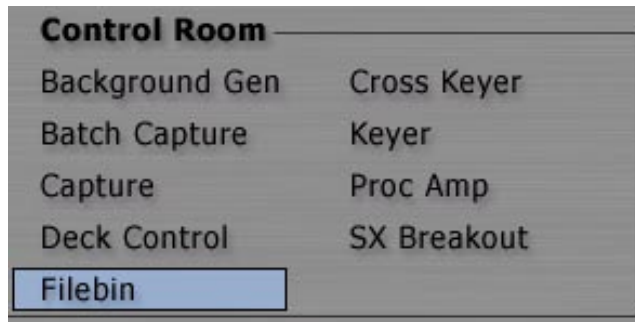 Control Room
Background Gen
Batch Capture
Capture
Deck Control
Filebin
Cross Keyer
Keyer
Proc Amp
SX Breakout